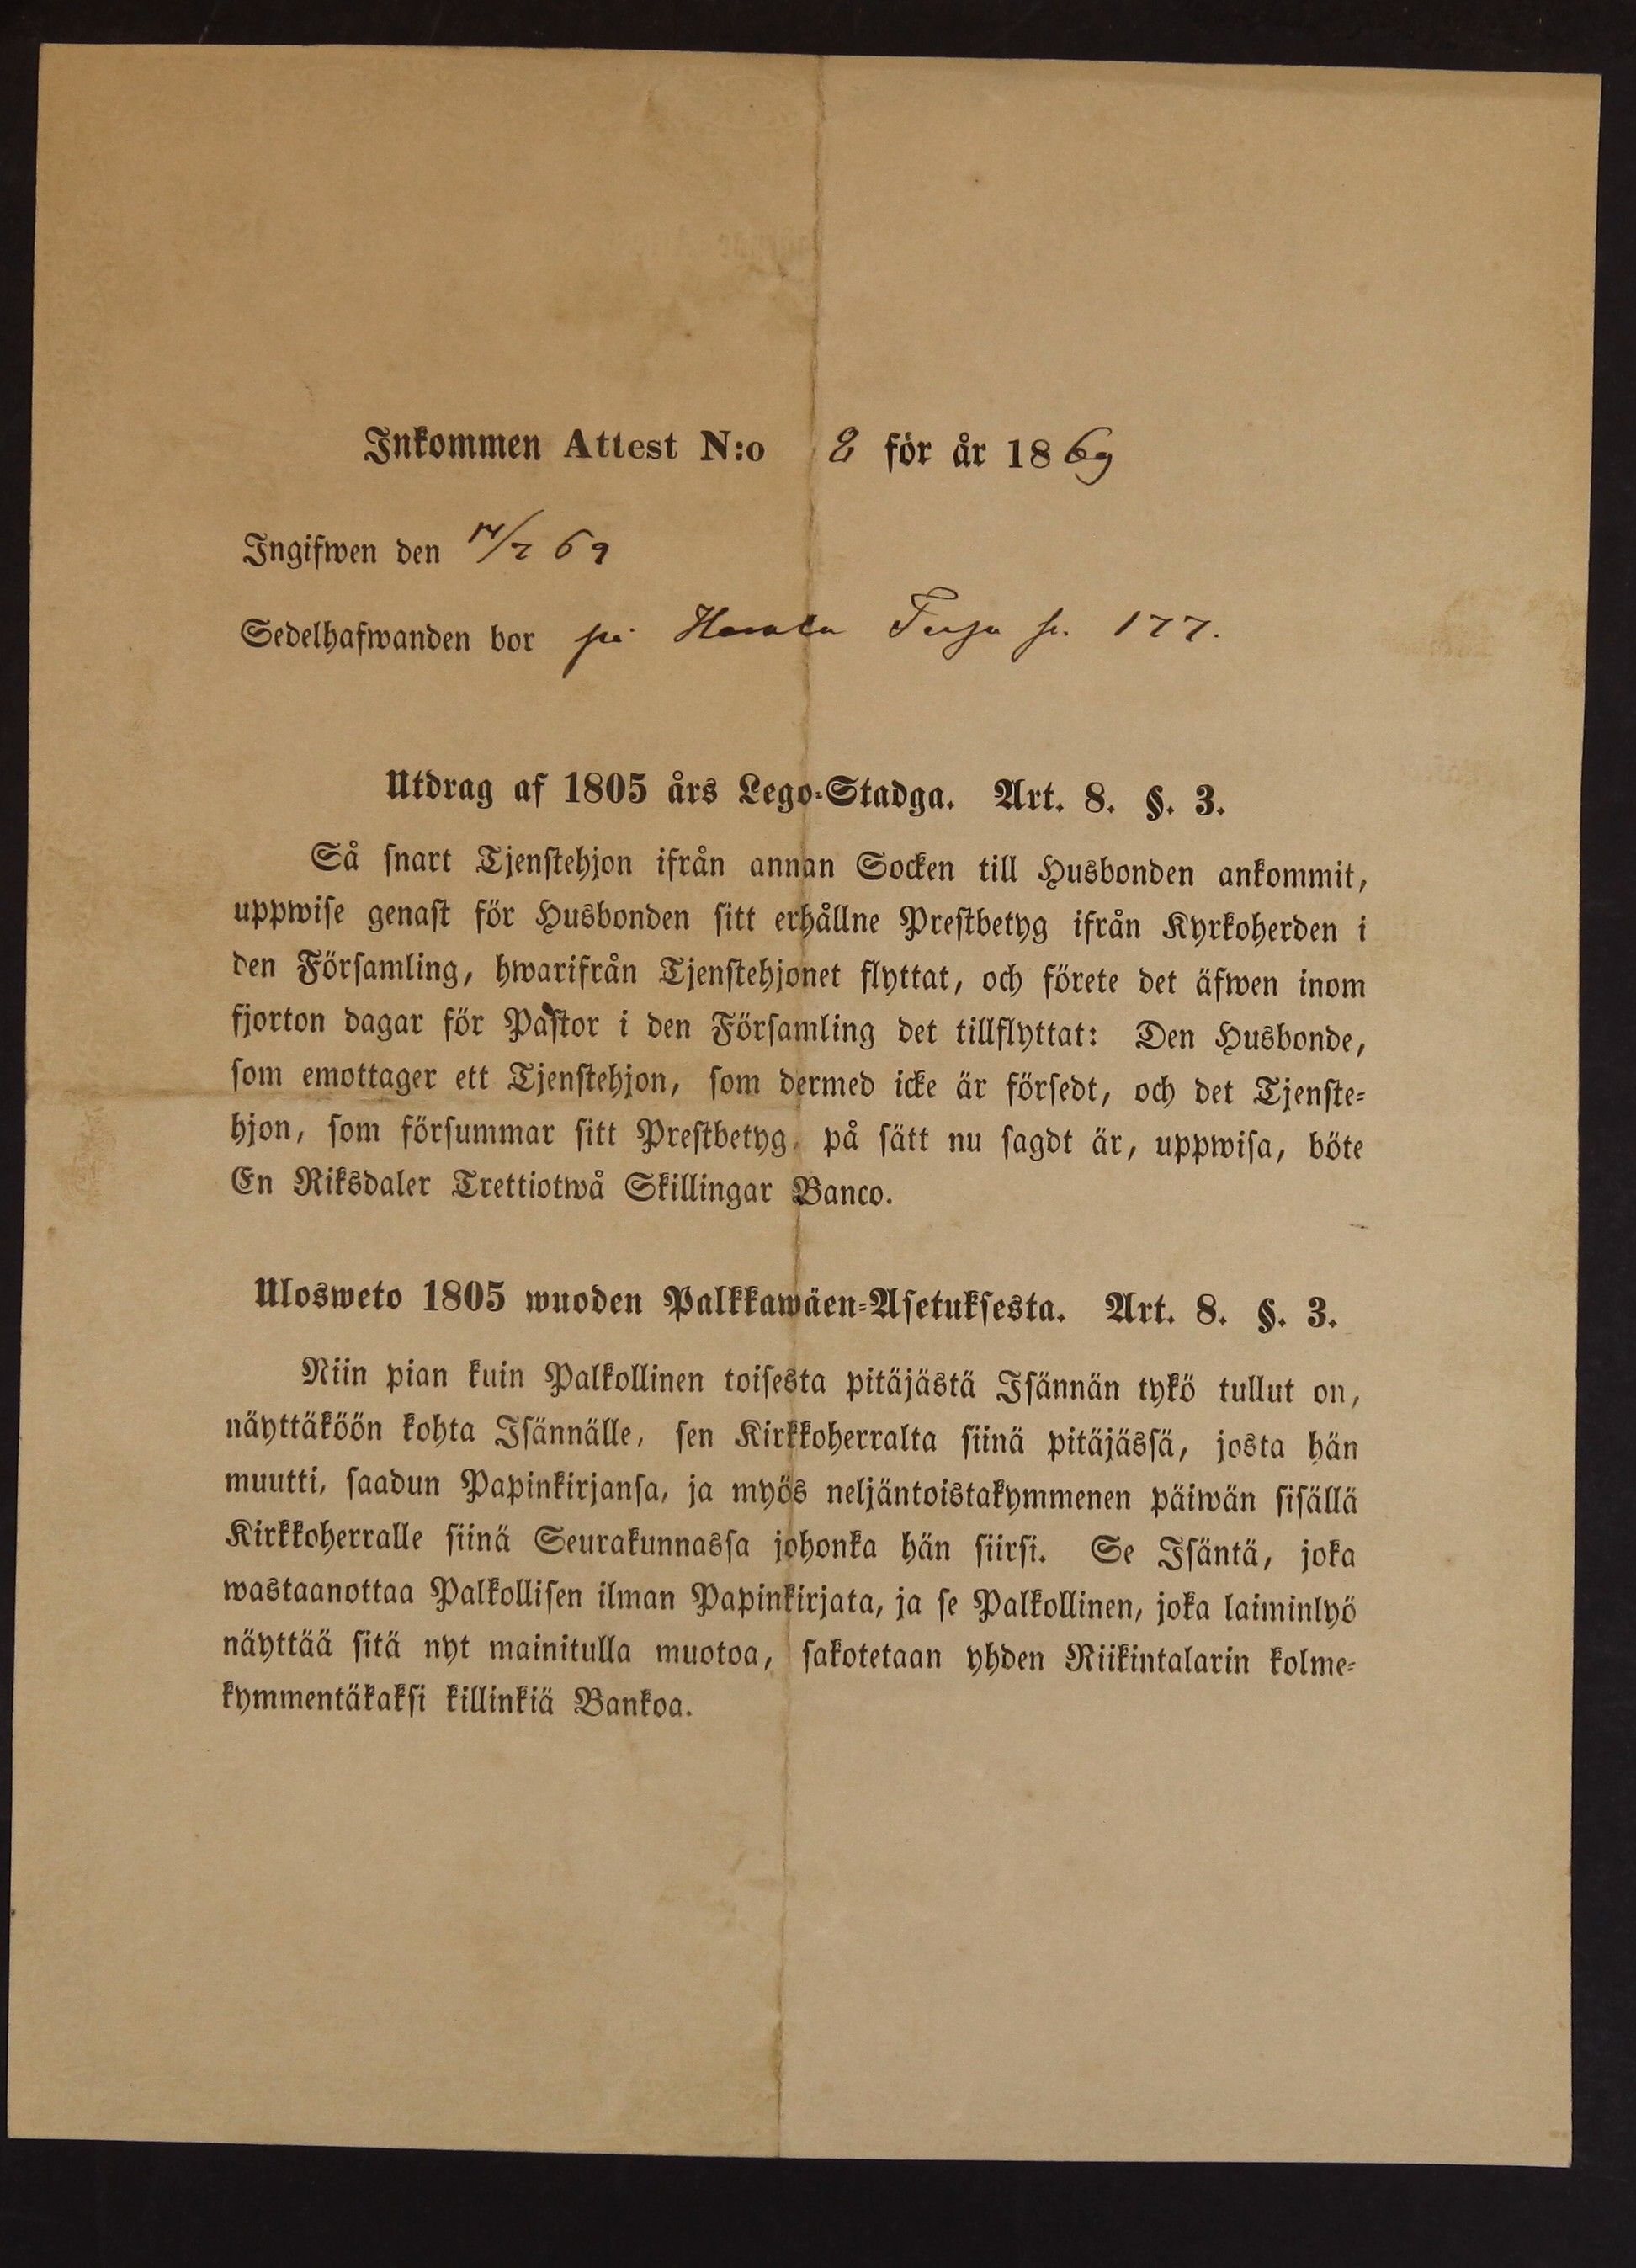 Inkommen Attest N:o 8 för år 1869
Ingifwen den 14/2 69
Sedelhafwanden bor på 177.
Utdrag af 1805 års Lego-Stadga. Art. 8. §. 3.
Så snart Tjenstehjon ifrån annan Socken till Husbonden ankommit,
uppwise genast för Husbonden sitt erhållne Prestbetyg ifrån Kyrkoherden i
den Församling, hwarifrån Tjenstehjonet flyttat, och förete det äfwen inom
fjorton dagar för Pastor i den Församling det tillflyttat: Den Husbonde,
som emottager ett Tjenstehjon, som dermed icke är försedt, och det Tjenste-
hjon, som försummar sitt Prestbetyg på sätt nu sagdt är, uppwisa, böte
En Riksdaler Trettiotwå Skillingar Banco.
Ulosweto 1805 wuoden Palkkawäen-Asetuksesta. Art. 8. §. 3.
Niin pian kuin Palkollinen toisesta pitäjästä Isännän tykö tullut on,
näyttäköön kohta Isännälle, sen Kirkkoherralta siinä pitäjässä, josta hän
muutti, saadun Papinkirjansa, ja myös neljäntoistakymmenen päiwän sisällä
Kirkkoherralle siinä Seurakunnassa johonka hän siirsi. Se Isäntä, joka
wastaanottaa Palkollisen ilman Papinkirjata, ja se Palkollinen, joka laiminlyö
näyttää sitä nyt mainitulla muotoa, sakotetaan yhden Riikintalarin kolme-
kymmentäkaksi killinkiä Bankoa.